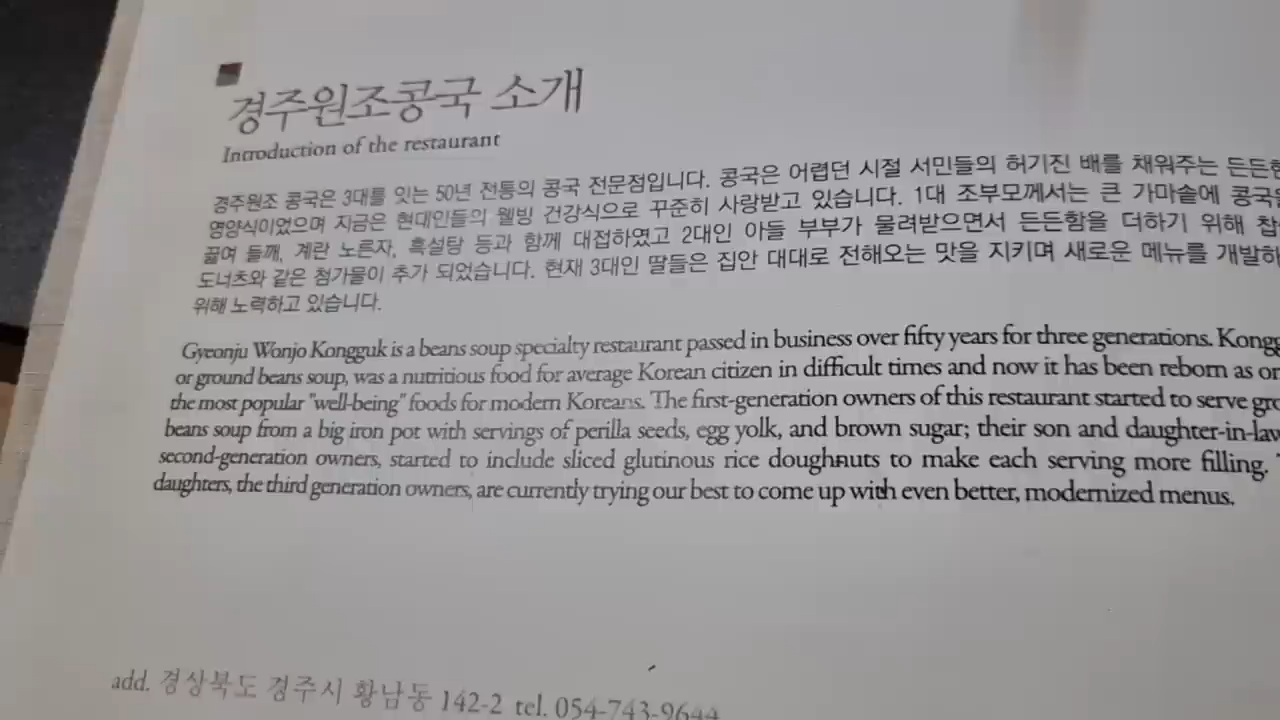 경주원조콩국 소개
Introduction of the restaurant
경주원조 콩국은 3대를 잇는 50년 전통의 콩국 전문점입니다. 콩국은 어렵던 시절 서민들의 허기진 배를 채워주는
영양식이었으며 지금은 현대인들의 웰빙 건강식으로 꾸준히 사랑받고 있습니다. 1대 조부모께서는 큰 가마솥에
끓여 들깨, 계란 노른자, 흑설탕 등과 함께 대접하였고 2대인 아들 부부가 물려받으면서 든든함을 더하기 위해
도너츠와 같은 첨가물이 추가 되었습니다. 현재 3대인 딸들은 집안 대대로 전해오는 맛을 지키며 새로운 메뉴를
위해 노력하고 있습니다.
Gyeonju Wonjo Kongguk is a beans soup specialty restaurant passed in business over fifty years for three generations.
or ground beans soup, was a nutritious food for average Korean citizen in difficult times and now it has been reborn as
the most popular "well-being" foods for modern Koreans. The first-generation owners of this restaurant started to serve
beans soup from a big iron pot with servings of perilla seeds, egg yolk, and brown sugar; their son and
second-generation owners, started to include sliced glutinous rice doughnuts to make each serving more filling.
daughters, the third generation owners, are currently trying our best to come up with even better, modernized menus.
add. 경상북도 경주시 황남동 142-2 tel. 054-743-9644